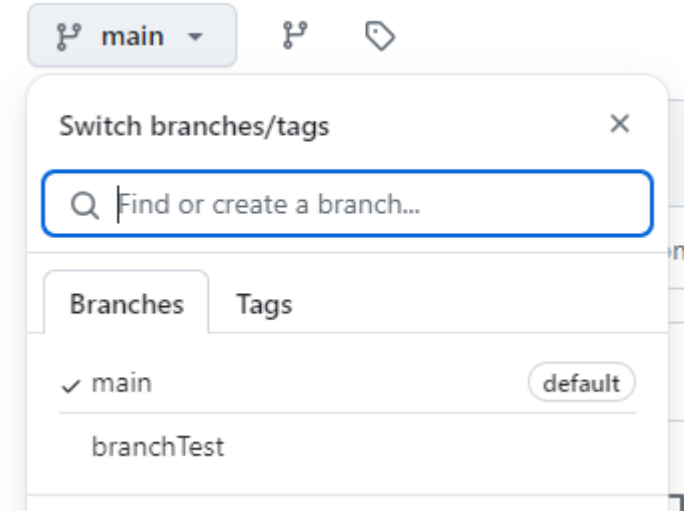 main
Switch branches/tags
Find or create a branch...
Branches Tags
main default
branchTest